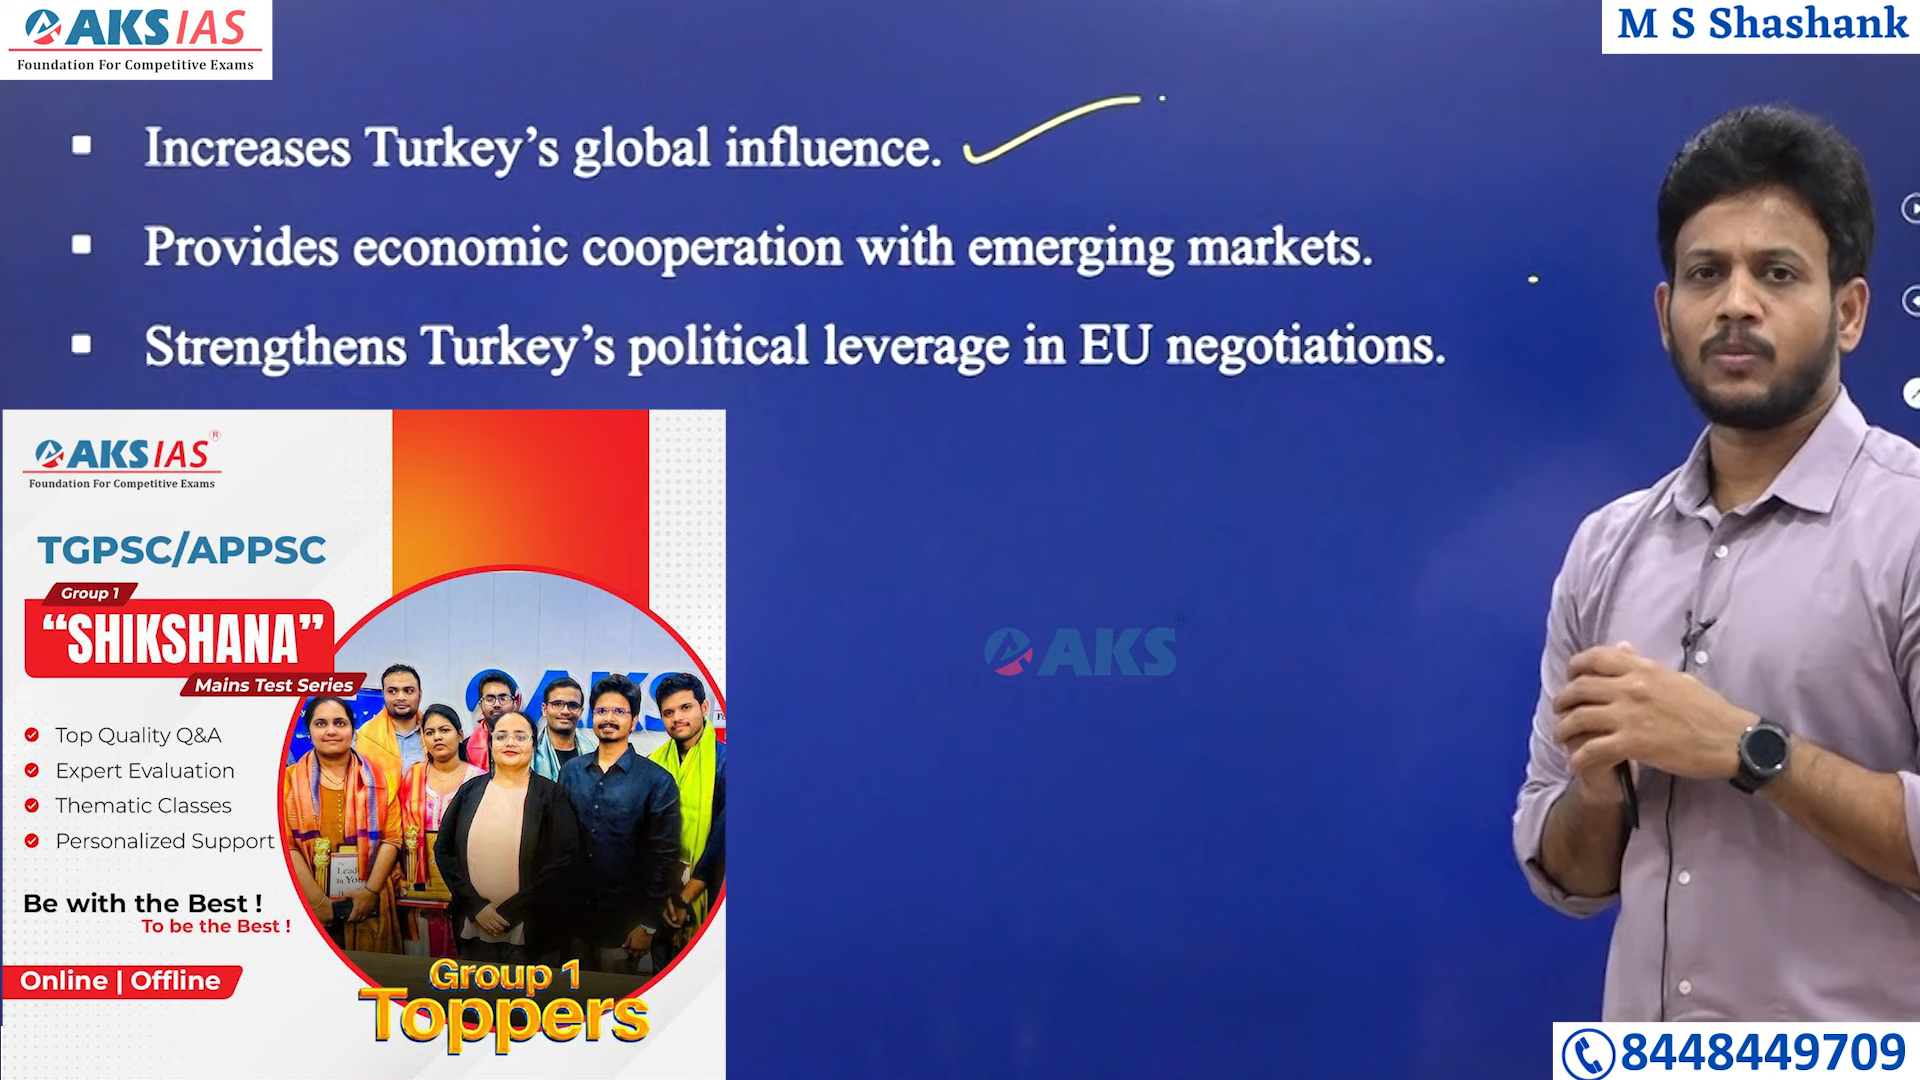 AKS IAS
Foundation For Competitive Exams
M S Shashank
▪ Increases Turkey’s global influence.
▪ Provides economic cooperation with emerging markets.
▪ Strengthens Turkey’s political leverage in EU negotiations.
AKS IAS®
Foundation For Competitive Exams
TGPSC/APPSC
Group 1
“SHIKSHANA”
Mains Test Series
Top Quality Q&A
Expert Evaluation
Thematic Classes
Personalized Support
Be with the Best !
To be the Best !
Online | Offline
AKS
Group 1
Toppers
AKS
8448449709